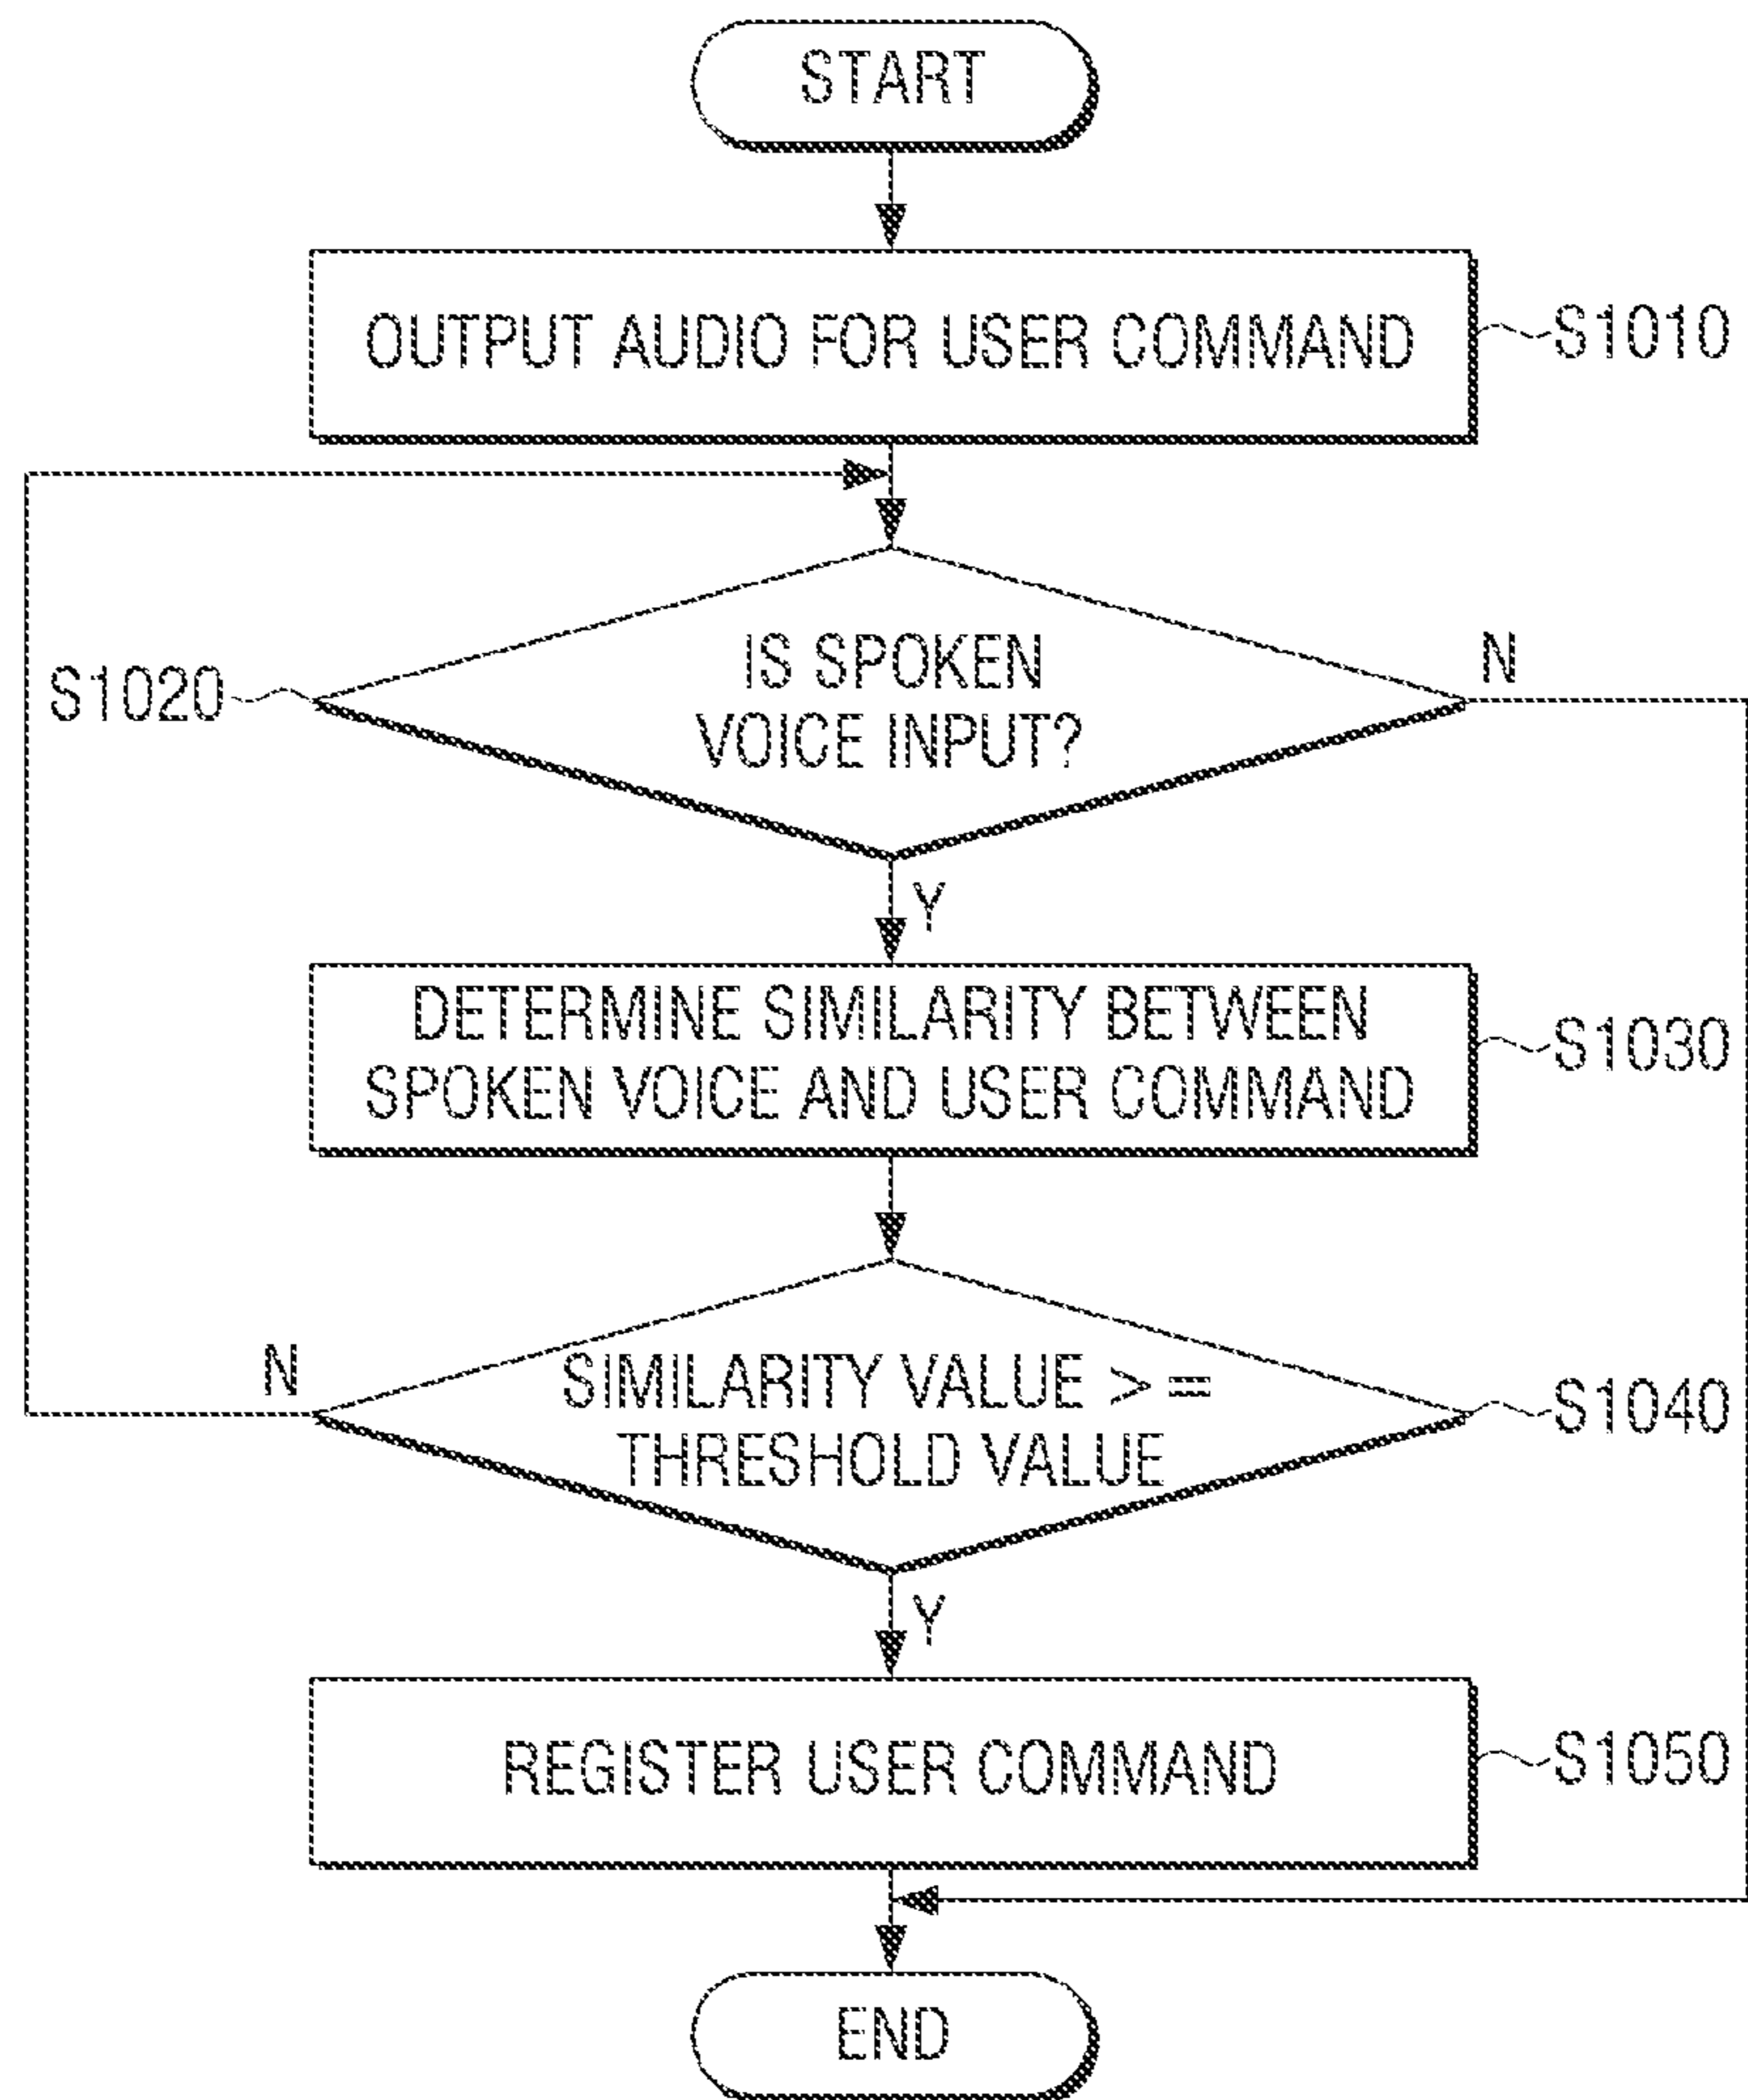 START
OUTPUT AUDIO FOR USER COMMAND
S1010
IS SPOKEN
VOICE INPUT?
N
S1020
Y
DETERMINE SIMILARITY BETWEEN
SPOKEN VOICE AND USER COMMAND
S1030
N
SIMILARITY VALUE > =
THRESHOLD VALUE
S1040
Y
REGISTER USER COMMAND
S1050
END